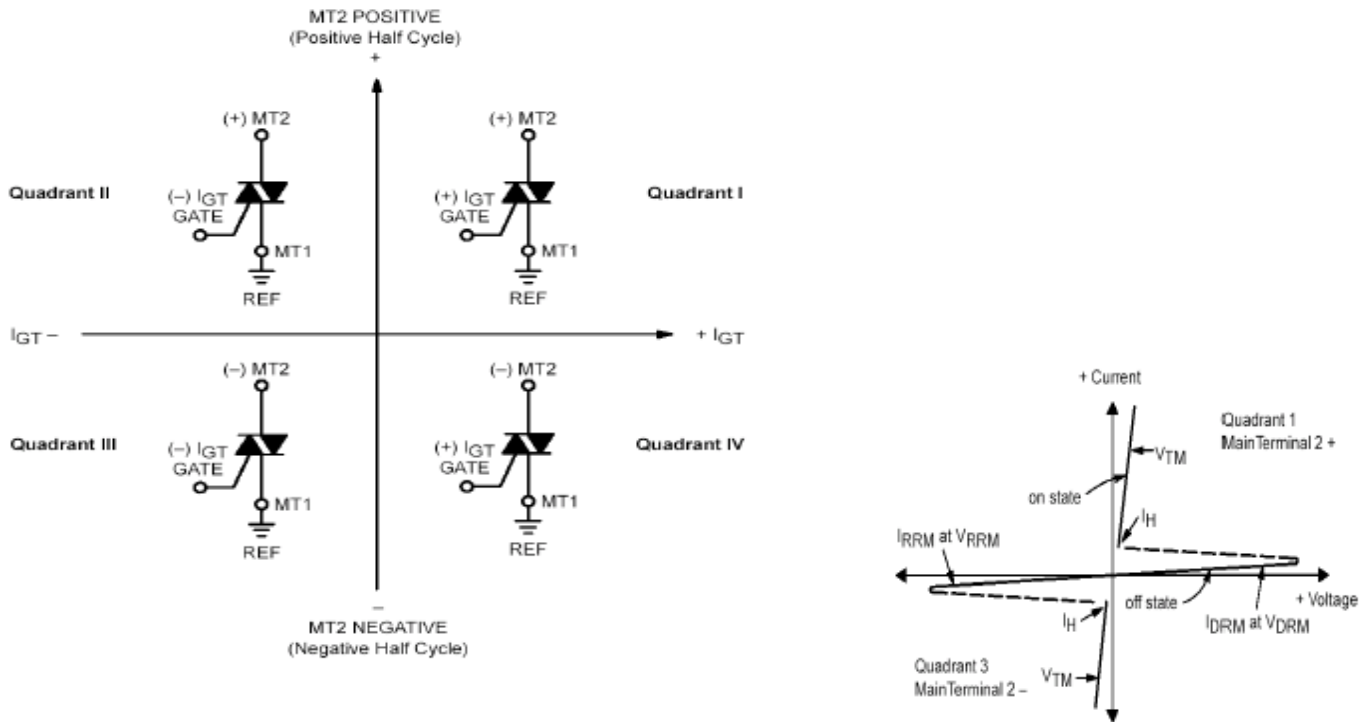 MT2 POSITIVE
(Positive Half Cycle)
+
(+) MT2
(+) MT2
Quadrant II
(–) IGT
GATE
(+) IGT
GATE
Quadrant I
MT1
MT1
REF
REF
IGT –
+ IGT
(–) MT2
(–) MT2
Quadrant III
(–) IGT
GATE
(+) IGT
GATE
Quadrant IV
MT1
MT1
REF
REF
–
MT2 NEGATIVE
(Negative Half Cycle)
+ Current
Quadrant 1
MainTerminal 2 +
VTM
on state
IH
IRRM at VRRM
off state
+ Voltage
IDRM at VDRM
IH
Quadrant 3
MainTerminal 2 –
VTM